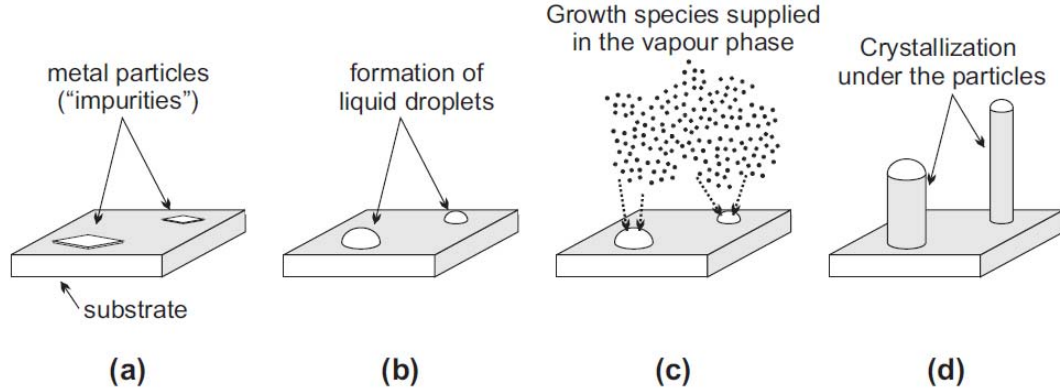 metal particles
("impurities")
substrate
(a)
formation of
liquid droplets
(b)
Growth species supplied
in the vapour phase
(c)
Crystallization
under the particles
(d)